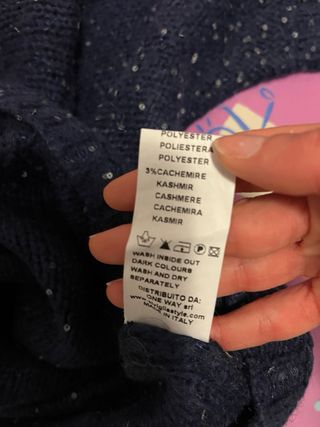 POLYESTER
POLIESTERA
POLYESTER
3%CACHEMIRE
KASHMIR
CASHMERE
CACHEMIRA
KASMIR
WASH INSIDE OUT
DARK COLOURS
WASH AND DRY
SEPARATELY
DISTRIBUITO DA:
ONE WAY srl
MADE IN ITALY